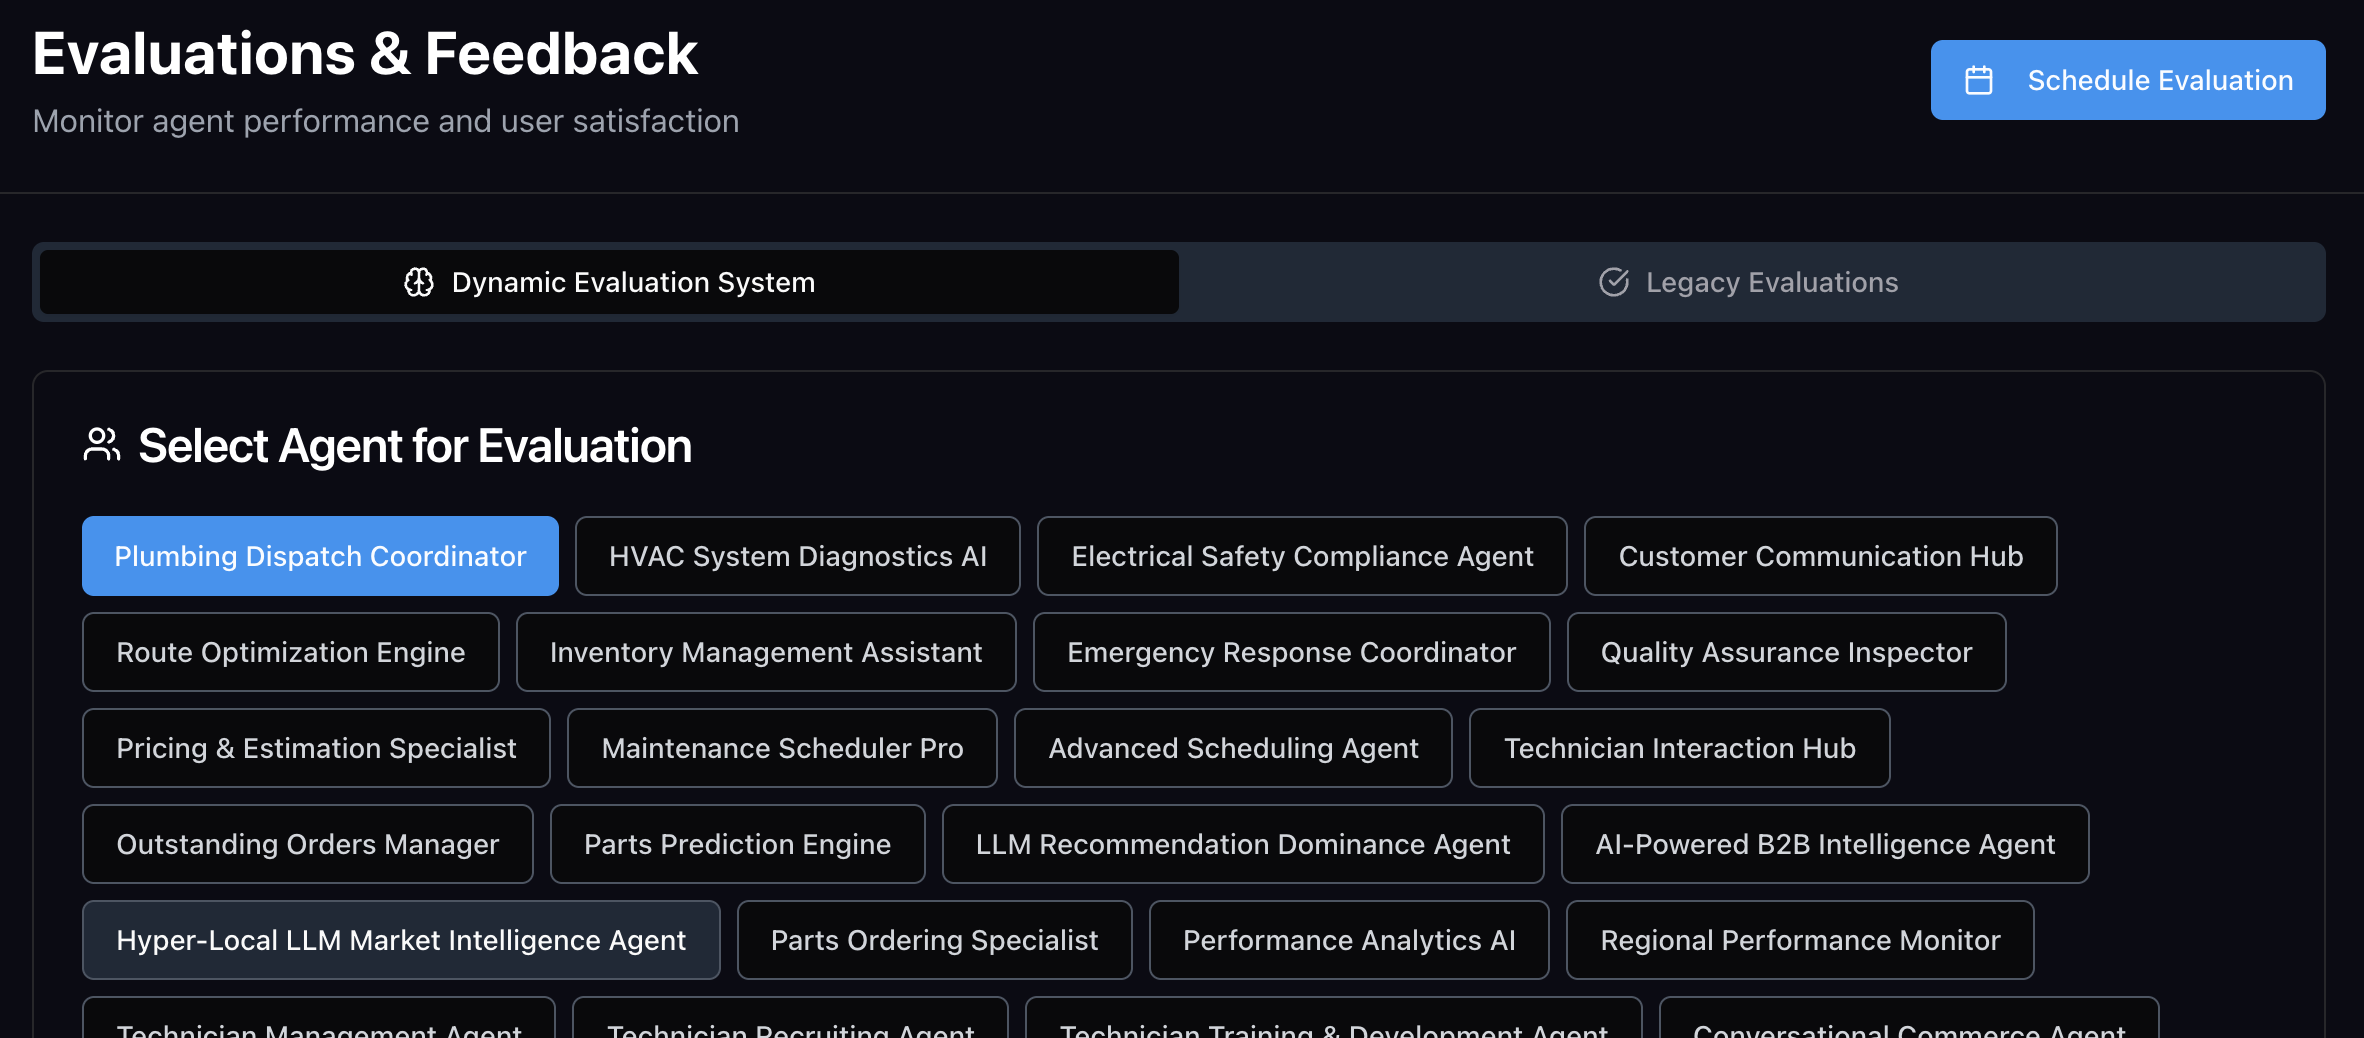 Evaluations & Feedback
Schedule Evaluation
Monitor agent performance and user satisfaction
Dynamic Evaluation System
Legacy Evaluations
Select Agent for Evaluation
Plumbing Dispatch Coordinator
HVAC System Diagnostics AI
Electrical Safety Compliance Agent
Customer Communication Hub
Route Optimization Engine
Inventory Management Assistant
Emergency Response Coordinator
Quality Assurance Inspector
Pricing & Estimation Specialist
Maintenance Scheduler Pro
Advanced Scheduling Agent
Technician Interaction Hub
Outstanding Orders Manager
Parts Prediction Engine
LLM Recommendation Dominance Agent
AI-Powered B2B Intelligence Agent
Hyper-Local LLM Market Intelligence Agent
Parts Ordering Specialist
Performance Analytics AI
Regional Performance Monitor
Technician Management Agent
Technician Recruiting Agent
Technician Training & Development Agent
Conversational Commerce Agent